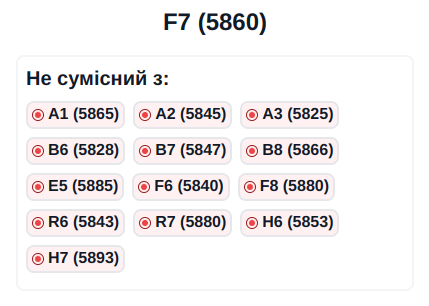 F7 (5860)
Не сумісний з:
A1 (5865) A2 (5845) A3 (5825)
B6 (5828) B7 (5847) B8 (5866)
E5 (5885) F6 (5840) F8 (5880)
R6 (5843) R7 (5880) H6 (5853)
H7 (5893)